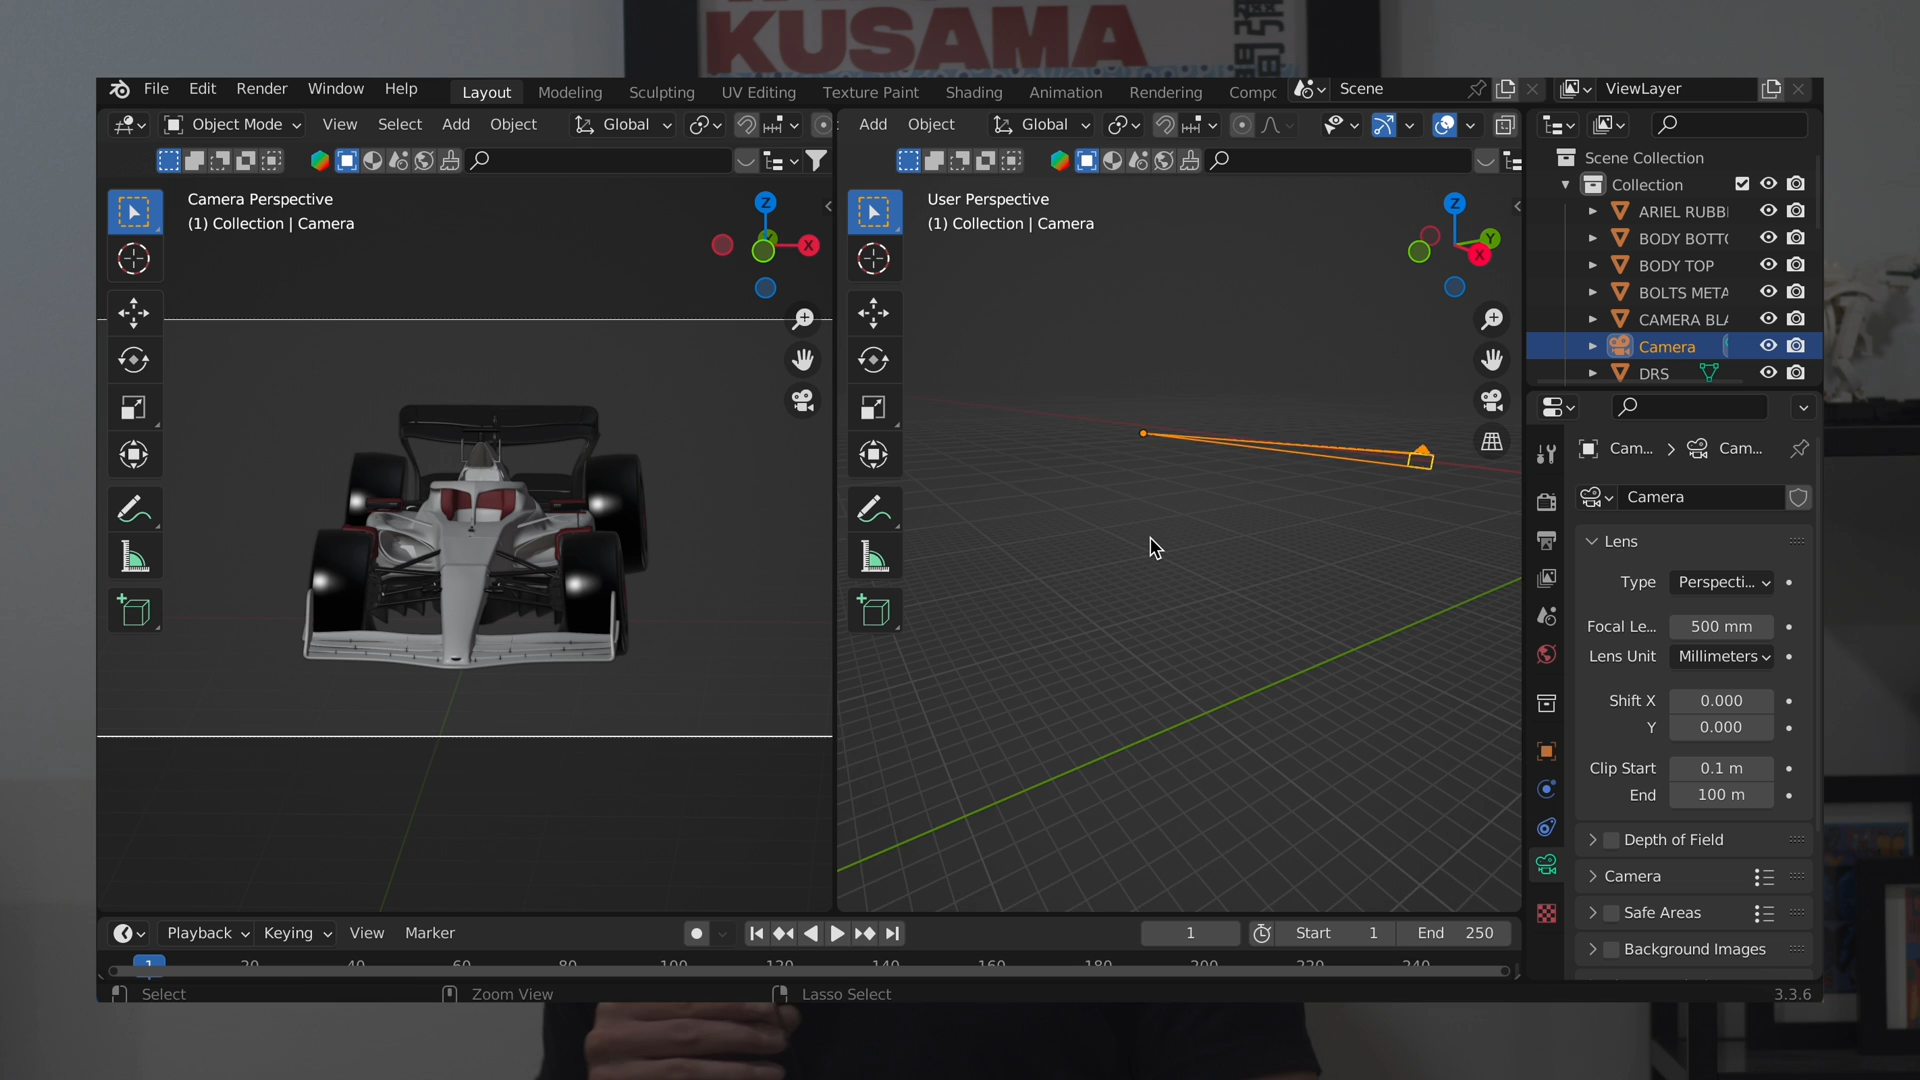 KUSAMA
File Edit Render Window Help Layout Modeling Sculpting UV Editing Texture Paint Shading Animation Rendering Compc Scene ViewLayer
Object Mode View Select Add Object Global Add Object Global
Camera Perspective
(1) Collection | Camera
Z
X
User Perspective
(1) Collection | Camera
Z
Y
X
Scene Collection
Collection
ARIEL RUBBI
BODY BOTTC
BODY TOP
BOLTS META
CAMERA BLA
Camera
DRS
Cam... > Cam...
Camera
Lens
Type Perspecti...
Focal Le... 500 mm
Lens Unit Millimeters
Shift X 0.000
Y 0.000
Clip Start 0.1 m
End 100 m
Depth of Field
Camera
Safe Areas
Background Images
Playback Keying View Marker 1 Start 1 End 250
1 20 40 60 80 100 120 140 160 180 200 220 240
Select Zoom View Lasso Select 3.3.6